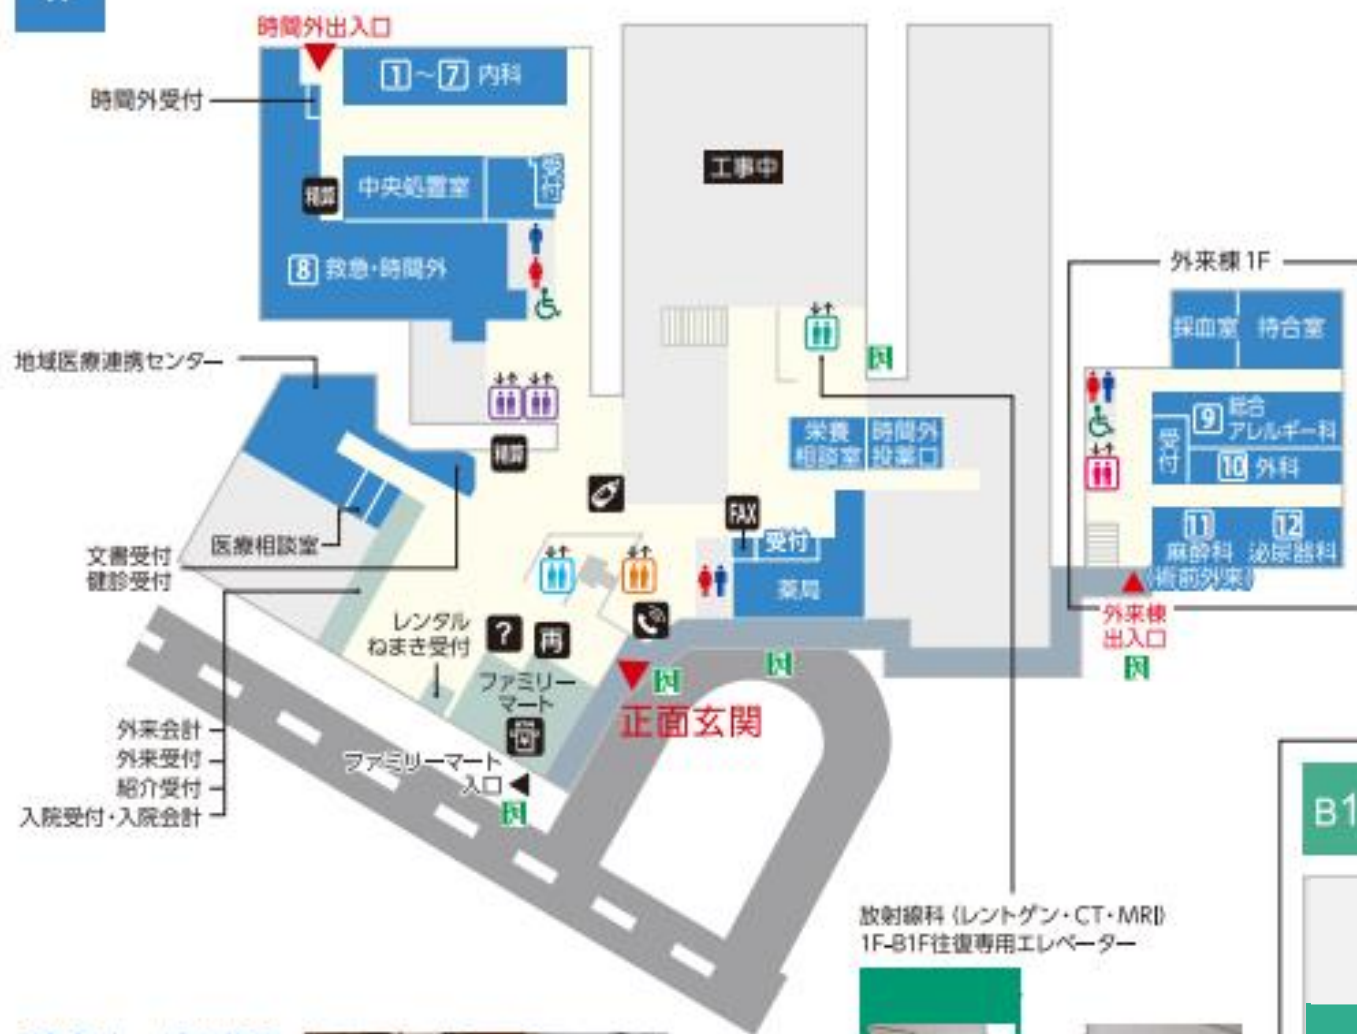 時間外出入口
1～7 内科
時間外受付
工事中
中央処置室
受付
精算
8 救急・時間外
外来棟 1F
採血室
待合室
地域医療連携センター
9 総合
アレルギー科
受付
10 外科
栄養
相談室
時間外
投薬口
精算
FAX
受付
11
麻酔科
(術前外来)
12
泌尿器科
医療相談室
文書受付
健診受付
薬局
外来棟
出入口
レンタル
ねまき受付
?
再
ファミリー
マート
正面玄関
外来会計
外来受付
紹介受付
入院受付・入院会計
ファミリーマート
入口
B1
放射線科 (レントゲン・CT・MRI)
1F-B1F往復専用エレベーター